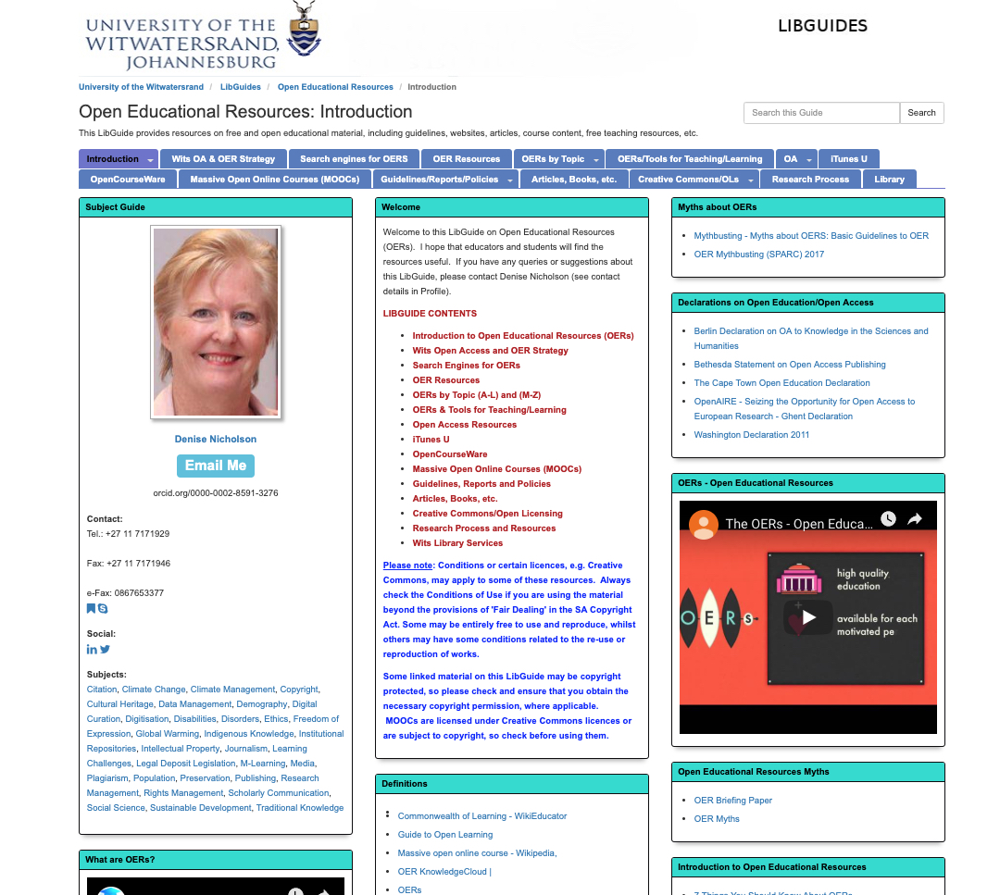 UNIVERSITY OF THE
WITWATERSRAND,
JOHANNESBURG
LIBGUIDES
University of the Witwatersrand / LibGuides / Open Educational Resources / Introduction
Open Educational Resources: Introduction
Search this Guide Search
This LibGuide provides resources on free and open educational material, including guidelines, websites, articles, course content, free teaching resources, etc.
Introduction Wits OA & OER Strategy Search engines for OERS OER Resources OERs by Topic OERs/Tools for Teaching/Learning OA iTunes U
OpenCourseWare Massive Open Online Courses (MOOCs) Guidelines/Reports/Policies Articles, Books, etc. Creative Commons/OLs Research Process Library
Subject Guide
Denise Nicholson
Email Me
orcid.org/0000-0002-8591-3276
Contact:
Tel.: +27 11 7171929
Fax: +27 11 7171946
e-Fax: 0867653377
Social:
Subjects:
Citation, Climate Change, Climate Management, Copyright,
Cultural Heritage, Data Management, Demography, Digital
Curation, Digitisation, Disabilities, Disorders, Ethics, Freedom of
Expression, Global Warming, Indigenous Knowledge, Institutional
Repositories, Intellectual Property, Journalism, Learning
Challenges, Legal Deposit Legislation, M-Learning, Media,
Plagiarism, Population, Preservation, Publishing, Research
Management, Rights Management, Scholarly Communication,
Social Science, Sustainable Development, Traditional Knowledge
What are OERs?
Welcome
Welcome to this LibGuide on Open Educational Resources
(OERs).  I hope that educators and students will find the
resources useful.  If you have any queries or suggestions about
this LibGuide, please contact Denise Nicholson (see contact
details in Profile).
LIBGUIDE CONTENTS
Introduction to Open Educational Resources (OERs)
Wits Open Access and OER Strategy
Search Engines for OERs
OER Resources
OERs by Topic (A-L) and (M-Z)
OERs & Tools for Teaching/Learning
Open Access Resources
iTunes U
OpenCourseWare
Massive Open Online Courses (MOOCs)
Guidelines, Reports and Policies
Articles, Books, etc.
Creative Commons/Open Licensing
Research Process and Resources
Wits Library Services
Please note: Conditions or certain licences, e.g. Creative
Commons, may apply to some of these resources.  Always
check the Conditions of Use if you are using the material
beyond the provisions of 'Fair Dealing' in the SA Copyright
Act. Some may be entirely free to use and reproduce, whilst
others may have some conditions related to the re-use or
reproduction of works.
Some linked material on this LibGuide may be copyright
protected, so please check and ensure that you obtain the
necessary copyright permission, where applicable.
MOOCs are licensed under Creative Commons licences or
are subject to copyright, so check before using them.
Definitions
Commonwealth of Learning - WikiEducator
Guide to Open Learning
Massive open online course - Wikipedia,
OER KnowledgeCloud |
OERs
Myths about OERs
Mythbusting - Myths about OERS: Basic Guidelines to OER
OER Mythbusting (SPARC) 2017
Declarations on Open Education/Open Access
Berlin Declaration on OA to Knowledge in the Sciences and
Humanities
Bethesda Statement on Open Access Publishing
The Cape Town Open Education Declaration
OpenAIRE - Seizing the Opportunity for Open Access to
European Research - Ghent Declaration
Washington Declaration 2011
OERs - Open Educational Resources
The OERs - Open Educa...
high quality
education
OERs
available for each
motivated pe
Open Educational Resources Myths
OER Briefing Paper
OER Myths
Introduction to Open Educational Resources
7 Things You Should Know About OERs